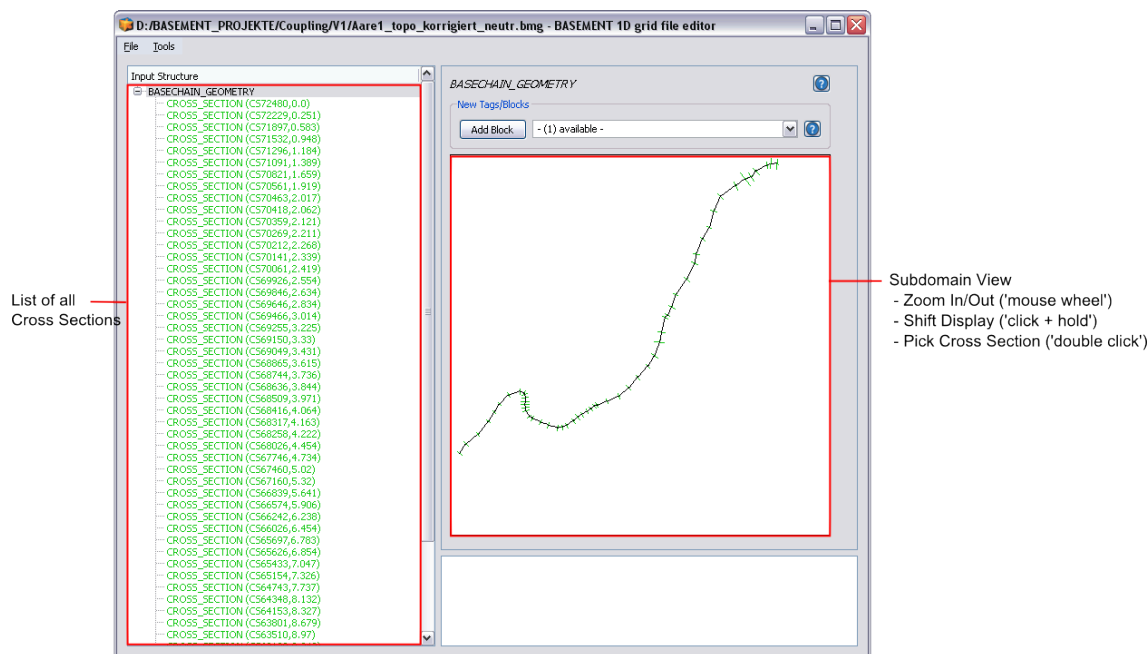 D:/BASEMENT_PROJEKTE/Coupling/V1/Aare1_topo_korrigiert_neutr.bmg - BASEMENT 1D grid file editor
File Tools
Input Structure
BASECHAIN_GEOMETRY
CROSS_SECTION (CS72480,0.0)
CROSS_SECTION (CS72229,0.251)
CROSS_SECTION (CS71897,0.583)
CROSS_SECTION (CS71532,0.948)
CROSS_SECTION (CS71296,1.184)
CROSS_SECTION (CS71091,1.389)
CROSS_SECTION (CS70821,1.659)
CROSS_SECTION (CS70561,1.919)
CROSS_SECTION (CS70463,2.017)
CROSS_SECTION (CS70418,2.062)
CROSS_SECTION (CS70359,2.121)
CROSS_SECTION (CS70269,2.211)
CROSS_SECTION (CS70212,2.268)
CROSS_SECTION (CS70141,2.339)
CROSS_SECTION (CS70061,2.419)
CROSS_SECTION (CS69926,2.554)
CROSS_SECTION (CS69846,2.634)
CROSS_SECTION (CS69646,2.834)
CROSS_SECTION (CS69466,3.014)
CROSS_SECTION (CS69255,3.225)
CROSS_SECTION (CS69150,3.33)
CROSS_SECTION (CS69049,3.431)
CROSS_SECTION (CS68865,3.615)
CROSS_SECTION (CS68744,3.736)
CROSS_SECTION (CS68636,3.844)
CROSS_SECTION (CS68509,3.971)
CROSS_SECTION (CS68416,4.064)
CROSS_SECTION (CS68317,4.163)
CROSS_SECTION (CS68258,4.222)
CROSS_SECTION (CS68026,4.454)
CROSS_SECTION (CS67746,4.734)
CROSS_SECTION (CS67460,5.02)
CROSS_SECTION (CS67160,5.32)
CROSS_SECTION (CS66839,5.641)
CROSS_SECTION (CS66574,5.906)
CROSS_SECTION (CS66242,6.238)
CROSS_SECTION (CS66026,6.454)
CROSS_SECTION (CS65697,6.783)
CROSS_SECTION (CS65626,6.854)
CROSS_SECTION (CS65433,7.047)
CROSS_SECTION (CS65154,7.326)
CROSS_SECTION (CS64743,7.737)
CROSS_SECTION (CS64348,8.132)
CROSS_SECTION (CS64153,8.327)
CROSS_SECTION (CS63801,8.679)
CROSS_SECTION (CS63510,8.97)
BASECHAIN_GEOMETRY
?
New Tags/Blocks
Add Block
- (1) available -
?
List of all
Cross Sections
Subdomain View
- Zoom In/Out ('mouse wheel')
- Shift Display ('click + hold')
- Pick Cross Section ('double click')